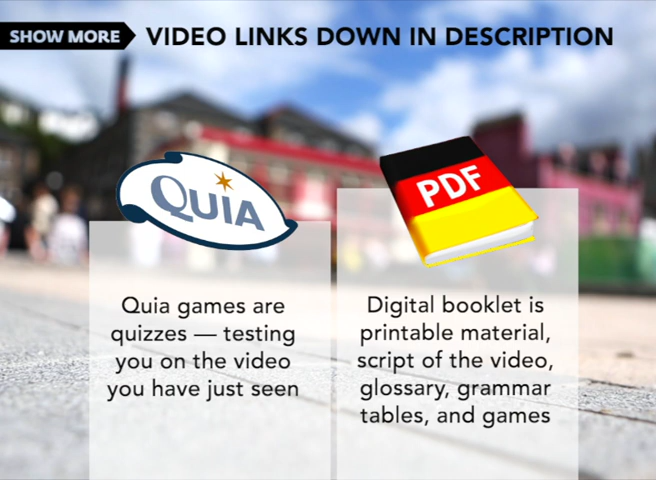 SHOW MORE VIDEO LINKS DOWN IN DESCRIPTION
QUIA
PDF
Quia games are
quizzes — testing
you on the video
you have just seen
Digital booklet is
printable material,
script of the video,
glossary, grammar
tables, and games